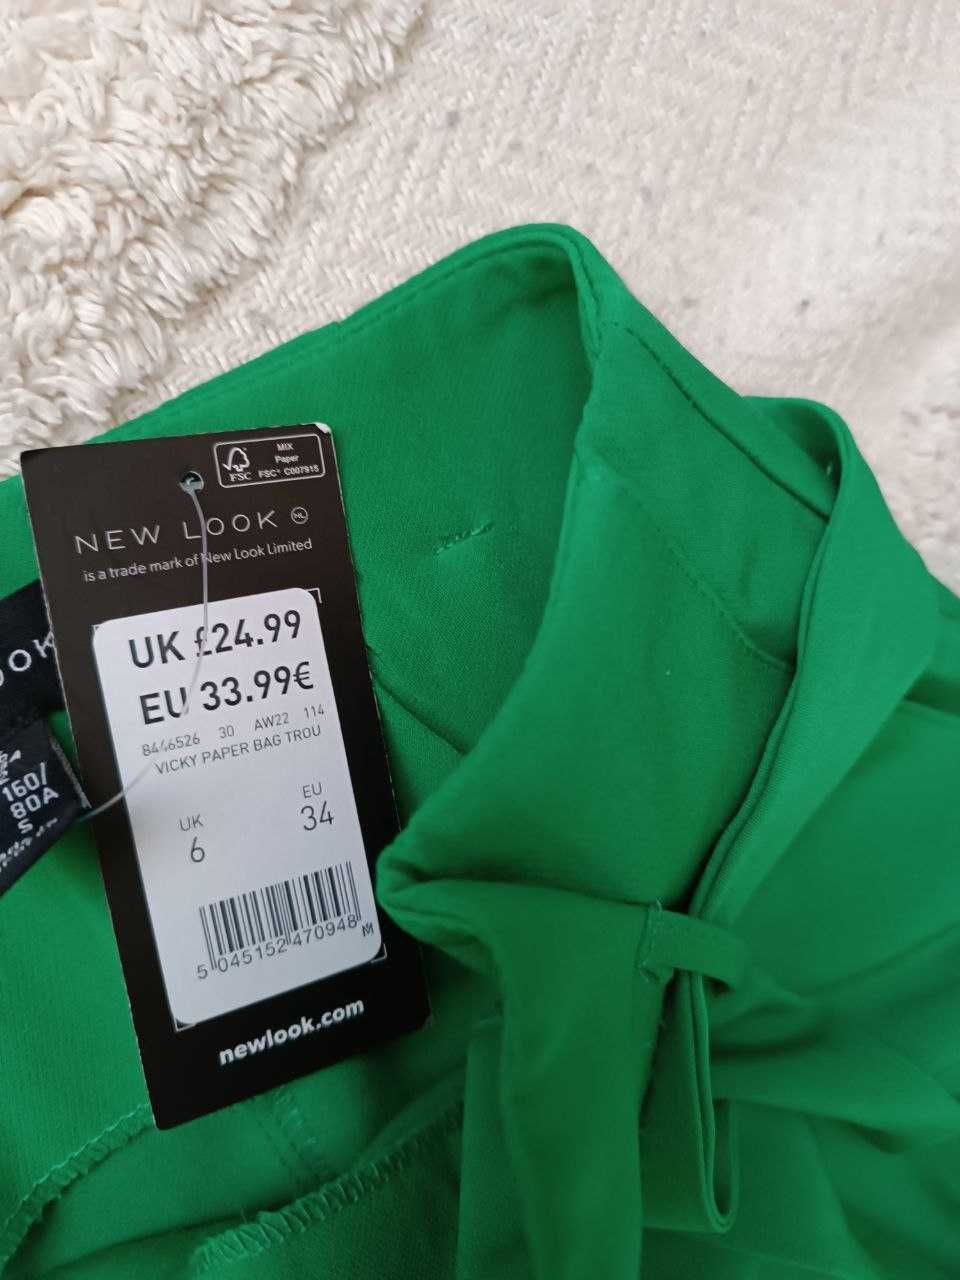 MIX
Paper
FSC FSC® C007915
NEW LOOK NL
is a trade mark of New Look Limited
UK £24.99
EU 33.99€
8446526 30 AW22 114
VICKY PAPER BAG TROU
UK EU
6 34
5 045152 470948
newlook.com
OOK
160/
80A
S